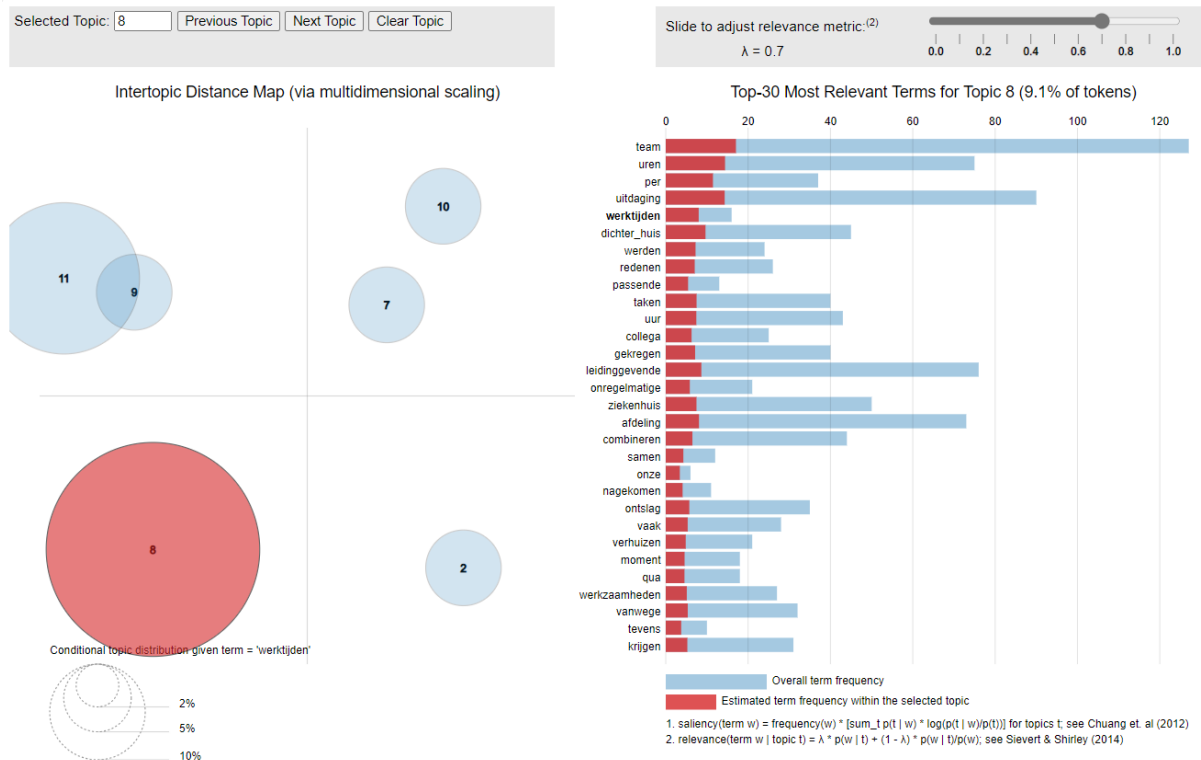 Selected Topic: 8 Previous Topic Next Topic Clear Topic
Slide to adjust relevance metric:(2)
λ = 0.7
0.0 0.2 0.4 0.6 0.8 1.0
Intertopic Distance Map (via multidimensional scaling)
10
11
9
7
8
2
Conditional topic distribution given term = 'werktijden'
2%
5%
10%
Top-30 Most Relevant Terms for Topic 8 (9.1% of tokens)
0 20 40 60 80 100 120
team
uren
per
uitdaging
werktijden
dichter_huis
werden
redenen
passende
taken
uur
collega
gekregen
leidinggevende
onregelmatige
ziekenhuis
afdeling
combineren
samen
onze
nagekomen
ontslag
vaak
verhuizen
moment
qua
werkzaamheden
vanwege
tevens
krijgen
Overall term frequency
Estimated term frequency within the selected topic
1. saliency(term w) = frequency(w) * [sum_t p(t | w) * log(p(t | w)/p(t))] for topics t; see Chuang et. al (2012)
2. relevance(term w | topic t) = λ * p(w | t) + (1 - λ) * p(w | t)/p(w); see Sievert & Shirley (2014)